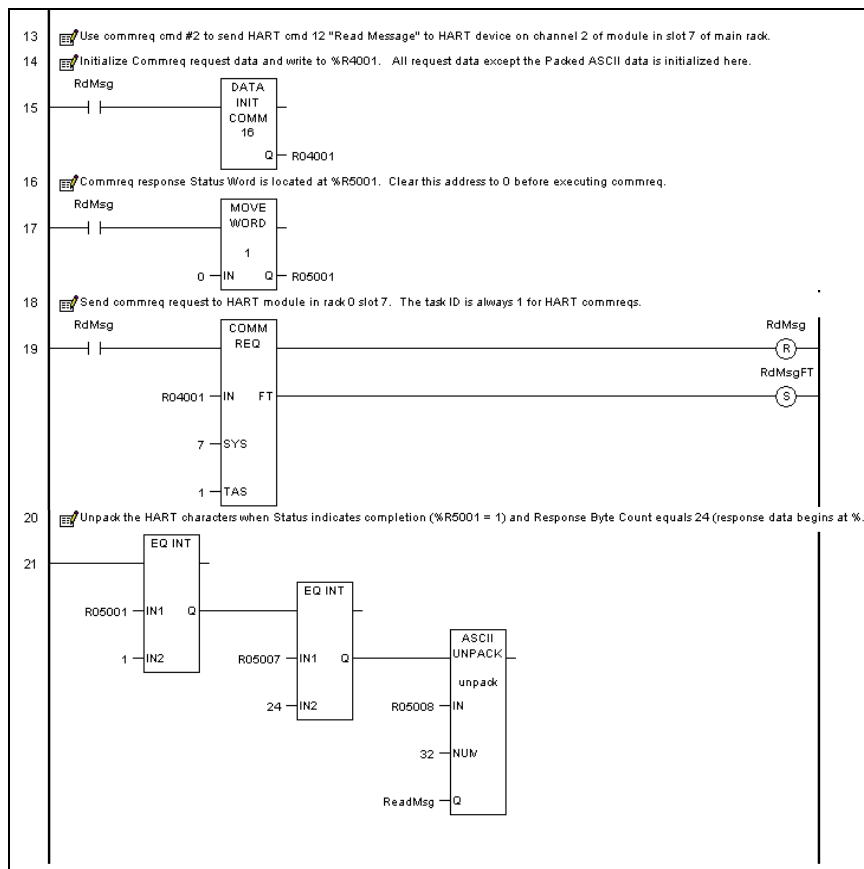 13 Use commreq cmd #2 to send HART cmd 12 "Read Message" to HART device on channel 2 of module in slot 7 of main rack.
14 Initialize Commreq request data and write to %R4001. All request data except the Packed ASCII data is initialized here.
RdMsg
15
DATA
INIT
COMM
16
Q R04001
16 Commreq response Status Word is located at %R5001. Clear this address to 0 before executing commreq.
RdMsg
17
MOVE
WORD
1
0 IN Q R05001
18 Send commreq request to HART module in rack 0 slot 7. The task ID is always 1 for HART commreqs.
RdMsg
19
COMM
REQ
RdMsg
R
RdMsgFT
S
R04001 IN FT
7 SYS
1 TAS
20 Unpack the HART characters when Status indicates completion (%R5001 = 1) and Response Byte Count equals 24 (response data begins at %.
21
EQ INT
R05001 IN1 Q
1 IN2
EQ INT
R05007 IN1 Q
24 IN2
ASCII
UNPACK
unpack
R05008 IN
32 NUM
ReadMsg Q